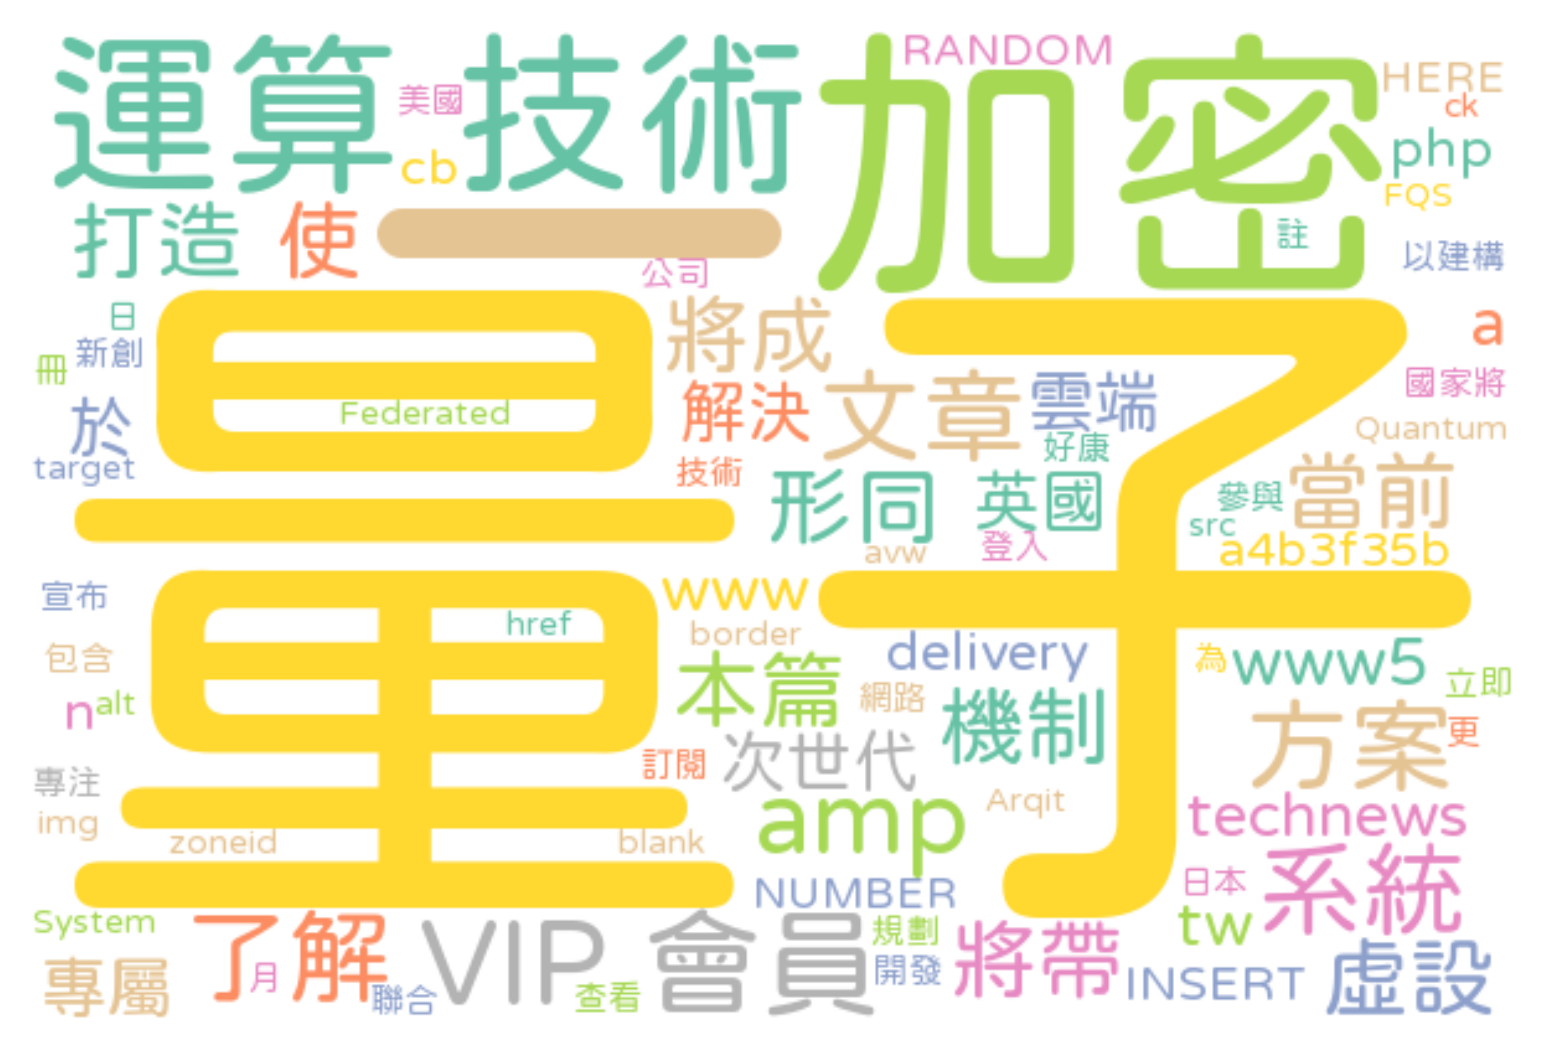 運算技術
加密
RANDOM
HERE
ck
美國
cb
php
FQS
打造
使
一
註
以建構
公司
量子
日
新創
冊
將成
a
於
Federated
解決
文章
雲端
國家將
好康
Quantum
target
技術
形同
英國
參與
當前
src
avw
登入
a4b3f35b
宣布
href
www
border
delivery
為
www5
包含
本篇
網路
立即
n
alt
機制
方案
更
專注
訂閱
次世代
img
amp
Arqit
technews
zoneid
blank
NUMBER
日本
系統
System
了解
VIP
會員
規劃
tw
專屬
月
聯合
查看
開發
將帶
INSERT
虛設